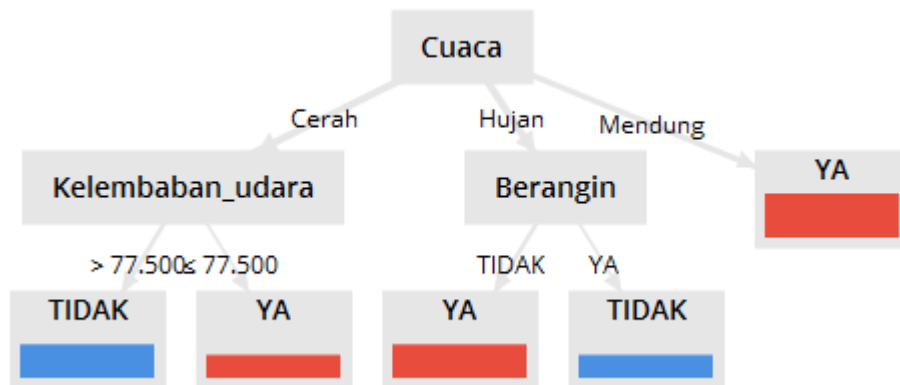 Cuaca
Cerah Hujan Mendung
Kelembaban_udara Berangin YA
> 77.500 ≤ 77.500 TIDAK YA
TIDAK YA YA TIDAK